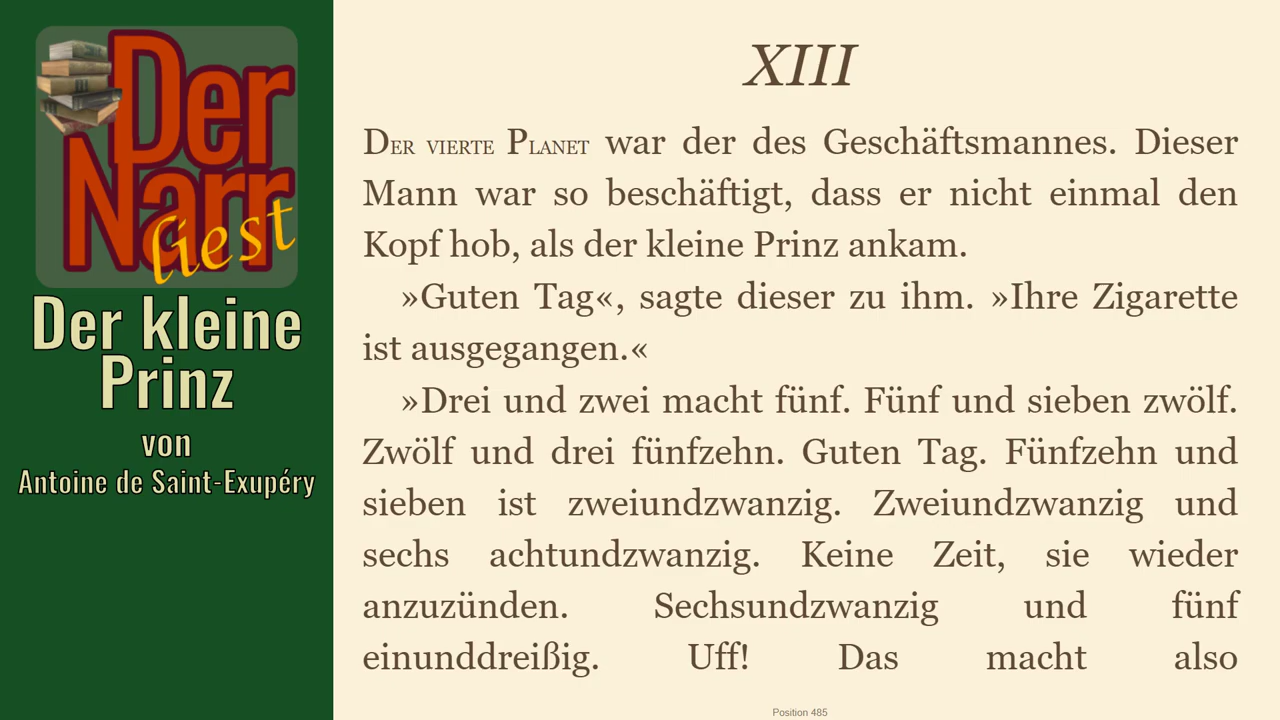 Der
Narr
liest
Der kleine
Prinz
von
Antoine de Saint-Exupéry
XIII
Der vierte Planet war der des Geschäftsmannes. Dieser
Mann war so beschäftigt, dass er nicht einmal den
Kopf hob, als der kleine Prinz ankam.
»Guten Tag«, sagte dieser zu ihm. »Ihre Zigarette
ist ausgegangen.«
»Drei und zwei macht fünf. Fünf und sieben zwölf.
Zwölf und drei fünfzehn. Guten Tag. Fünfzehn und
sieben ist zweiundzwanzig. Zweiundzwanzig und
sechs achtundzwanzig. Keine Zeit, sie wieder
anzuzünden. Sechsundzwanzig und fünf
einunddreißig. Uff! Das macht also
Position 485